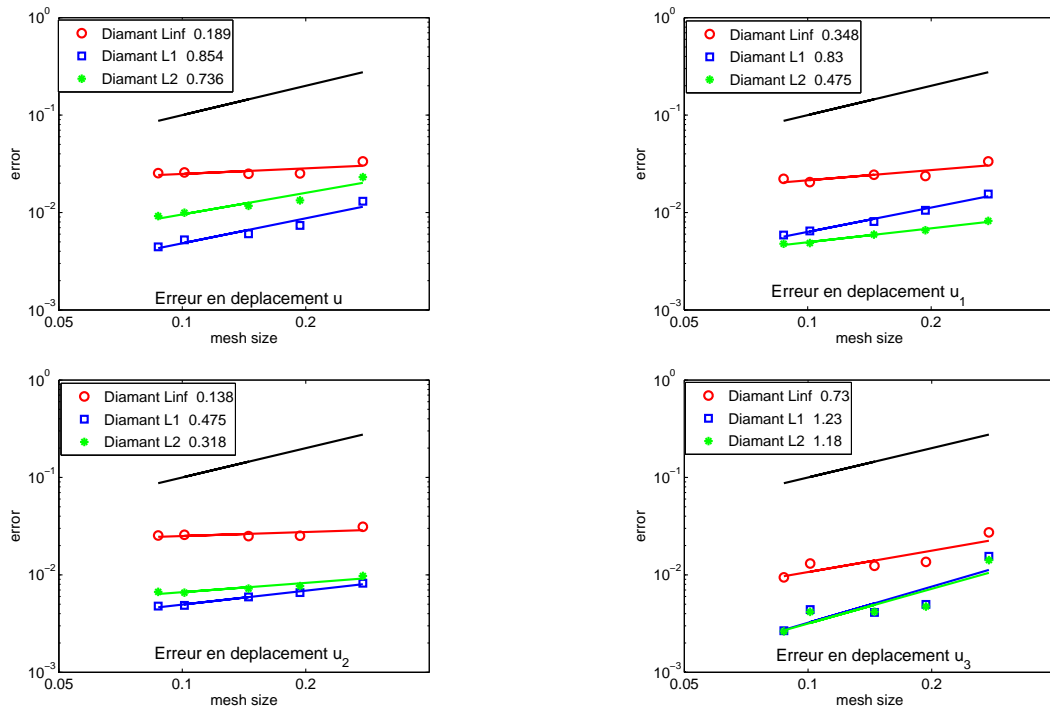 10^0
10^-1
10^-2
10^-3
error
Diamant Linf 0.189
Diamant L1 0.854
Diamant L2 0.736
Erreur en deplacement u
0.05
0.1
0.2
mesh size
10^0
10^-1
10^-2
10^-3
error
Diamant Linf 0.348
Diamant L1 0.83
Diamant L2 0.475
Erreur en deplacement u_1
0.05
0.1
0.2
mesh size
10^0
10^-1
10^-2
10^-3
error
Diamant Linf 0.138
Diamant L1 0.475
Diamant L2 0.318
Erreur en deplacement u_2
0.05
0.1
0.2
mesh size
10^0
10^-1
10^-2
10^-3
error
Diamant Linf 0.73
Diamant L1 1.23
Diamant L2 1.18
Erreur en deplacement u_3
0.05
0.1
0.2
mesh size